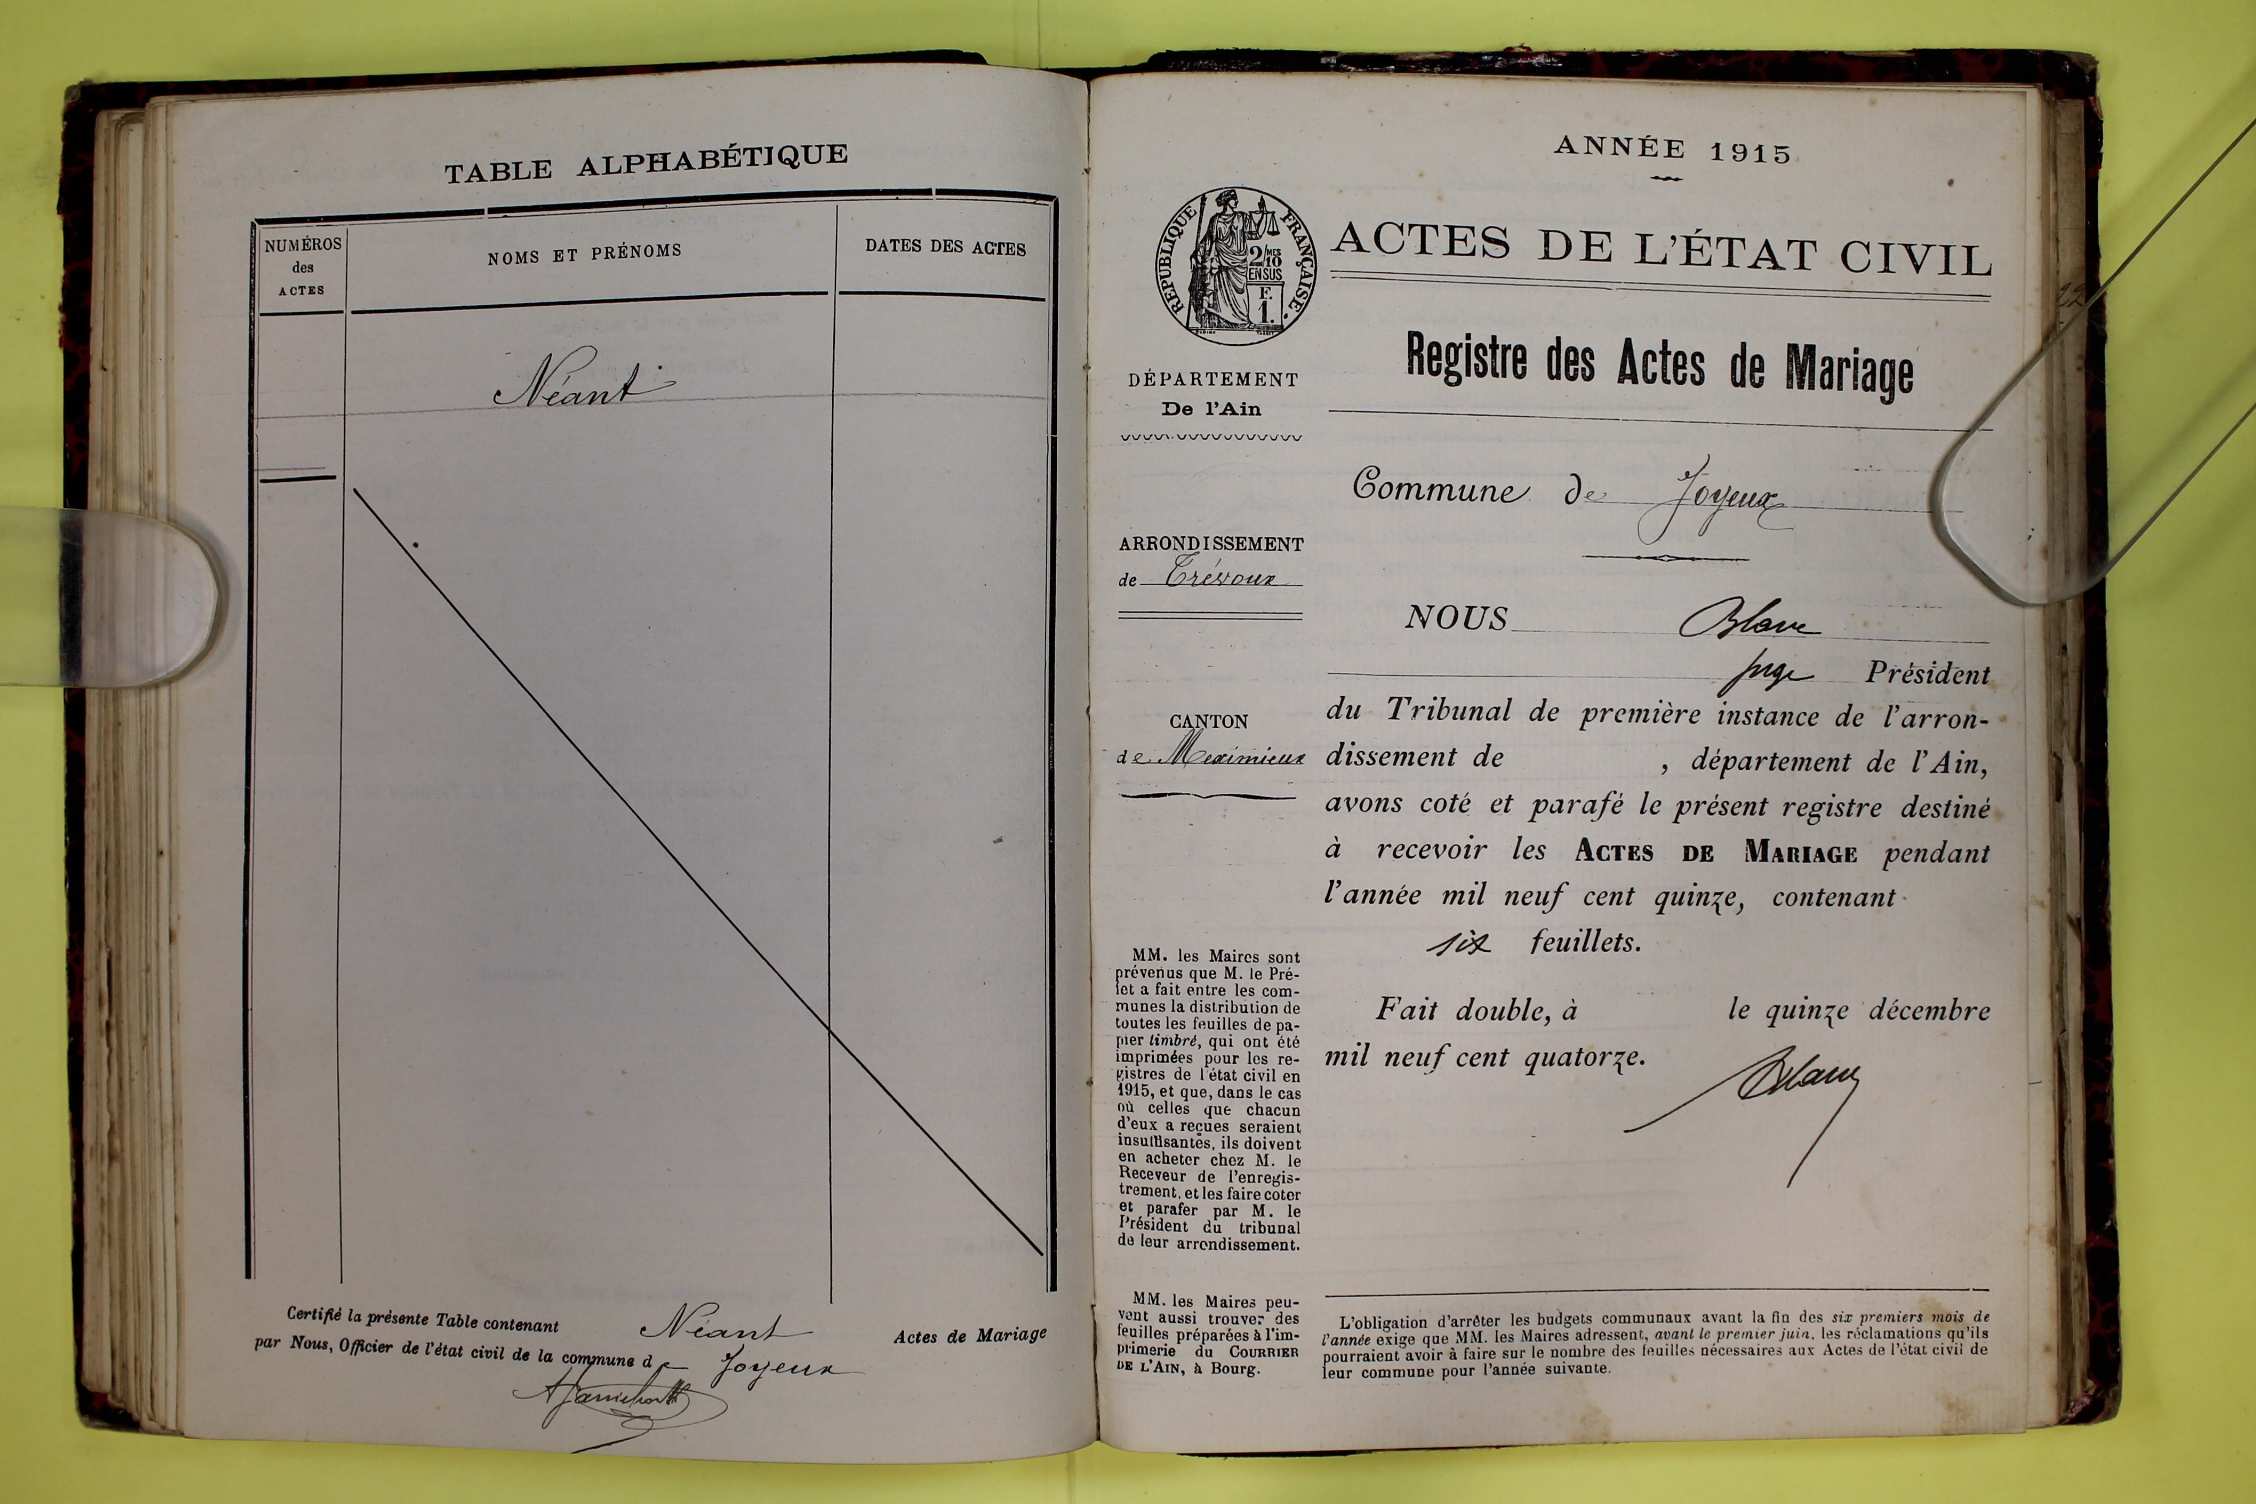 TABLE ALPHABÉTIQUE
NUMÉROS
des
ACTES
NOMS ET PRÉNOMS
DATES DES ACTES
Néant
Certifié la présente Table contenant Néant Actes de Mariage
par Nous, Officier de l'état civil de la commune de Joyeux
ANNÉE 1915
RÉPUBLIQUE FRANÇAISE
2/10 MES
EN SUS
F.
1.
ACTES DE L'ÉTAT CIVIL
Registre des Actes de Mariage
DÉPARTEMENT
De l'Ain
Commune de Joyeux
ARRONDISSEMENT
de Trévoux
CANTON
de Meximieux
NOUS Blanc
juge Président
du Tribunal de première instance de l'arron-
dissement de , département de l'Ain,
avons coté et parafé le présent registre destiné
à recevoir les ACTES DE MARIAGE pendant
l'année mil neuf cent quinze, contenant
six feuillets.
Fait double, à le quinze décembre
mil neuf cent quatorze.
Blanc
MM. les Maires sont
prévenus que M. le Pré-
fet a fait entre les com-
munes la distribution de
toutes les feuilles de pa-
pier timbré, qui ont été
imprimées pour les re-
gistres de l'état civil en
1915, et que, dans le cas
où celles que chacun
d'eux a reçues seraient
insuffisantes, ils doivent
en acheter chez M. le
Receveur de l'enregis-
trement, et les faire coter
et parafer par M. le
Président du tribunal
de leur arrondissement.
MM. les Maires peu-
vent aussi trouver des
feuilles préparées à l'im-
primerie du COURRIER
DE L'AIN, à Bourg.
L'obligation d'arrêter les budgets communaux avant la fin des six premiers mois de
l'année exige que MM. les Maires adressent, avant le premier juin, les réclamations qu'ils
pourraient avoir à faire sur le nombre des feuilles nécessaires aux Actes de l'état civil de
leur commune pour l'année suivante.